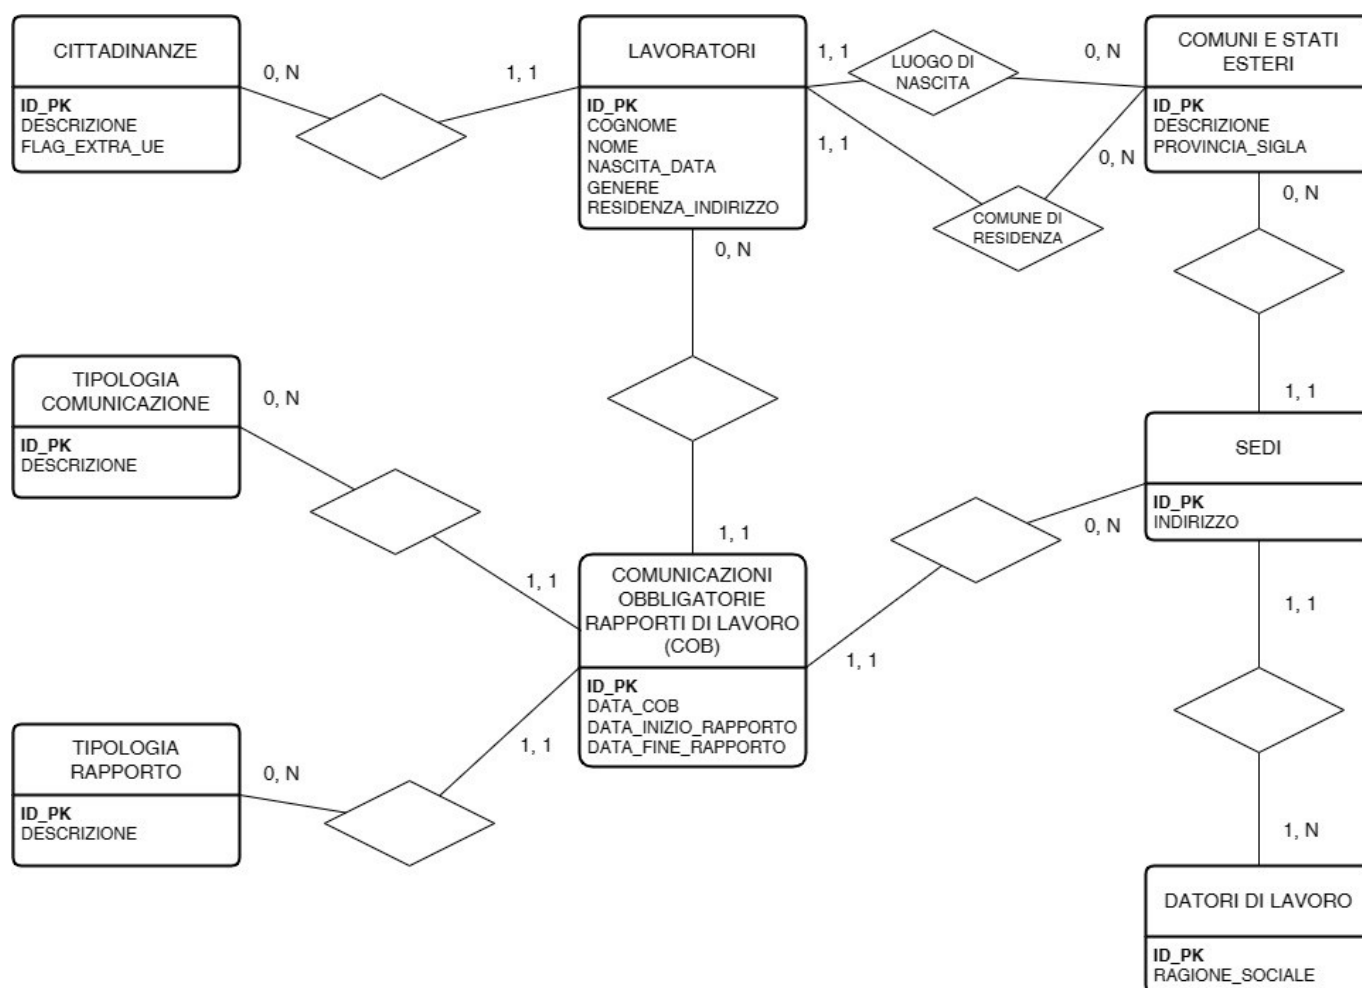 CITTADINANZE
ID_PK
DESCRIZIONE
FLAG_EXTRA_UE
0, N
1, 1
LAVORATORI
ID_PK
COGNOME
NOME
NASCITA_DATA
GENERE
RESIDENZA_INDIRIZZO
1, 1
LUOGO DI
NASCITA
0, N
1, 1
COMUNE DI
RESIDENZA
0, N
COMUNI E STATI
ESTERI
ID_PK
DESCRIZIONE
PROVINCIA_SIGLA
0, N
0, N
1, 1
TIPOLOGIA
COMUNICAZIONE
ID_PK
DESCRIZIONE
0, N
1, 1
1, 1
SEDI
ID_PK
INDIRIZZO
0, N
1, 1
COMUNICAZIONI
OBBLIGATORIE
RAPPORTI DI LAVORO
(COB)
ID_PK
DATA_COB
DATA_INIZIO_RAPPORTO
DATA_FINE_RAPPORTO
1, 1
TIPOLOGIA
RAPPORTO
ID_PK
DESCRIZIONE
0, N
1, 1
1, N
DATORI DI LAVORO
ID_PK
RAGIONE_SOCIALE